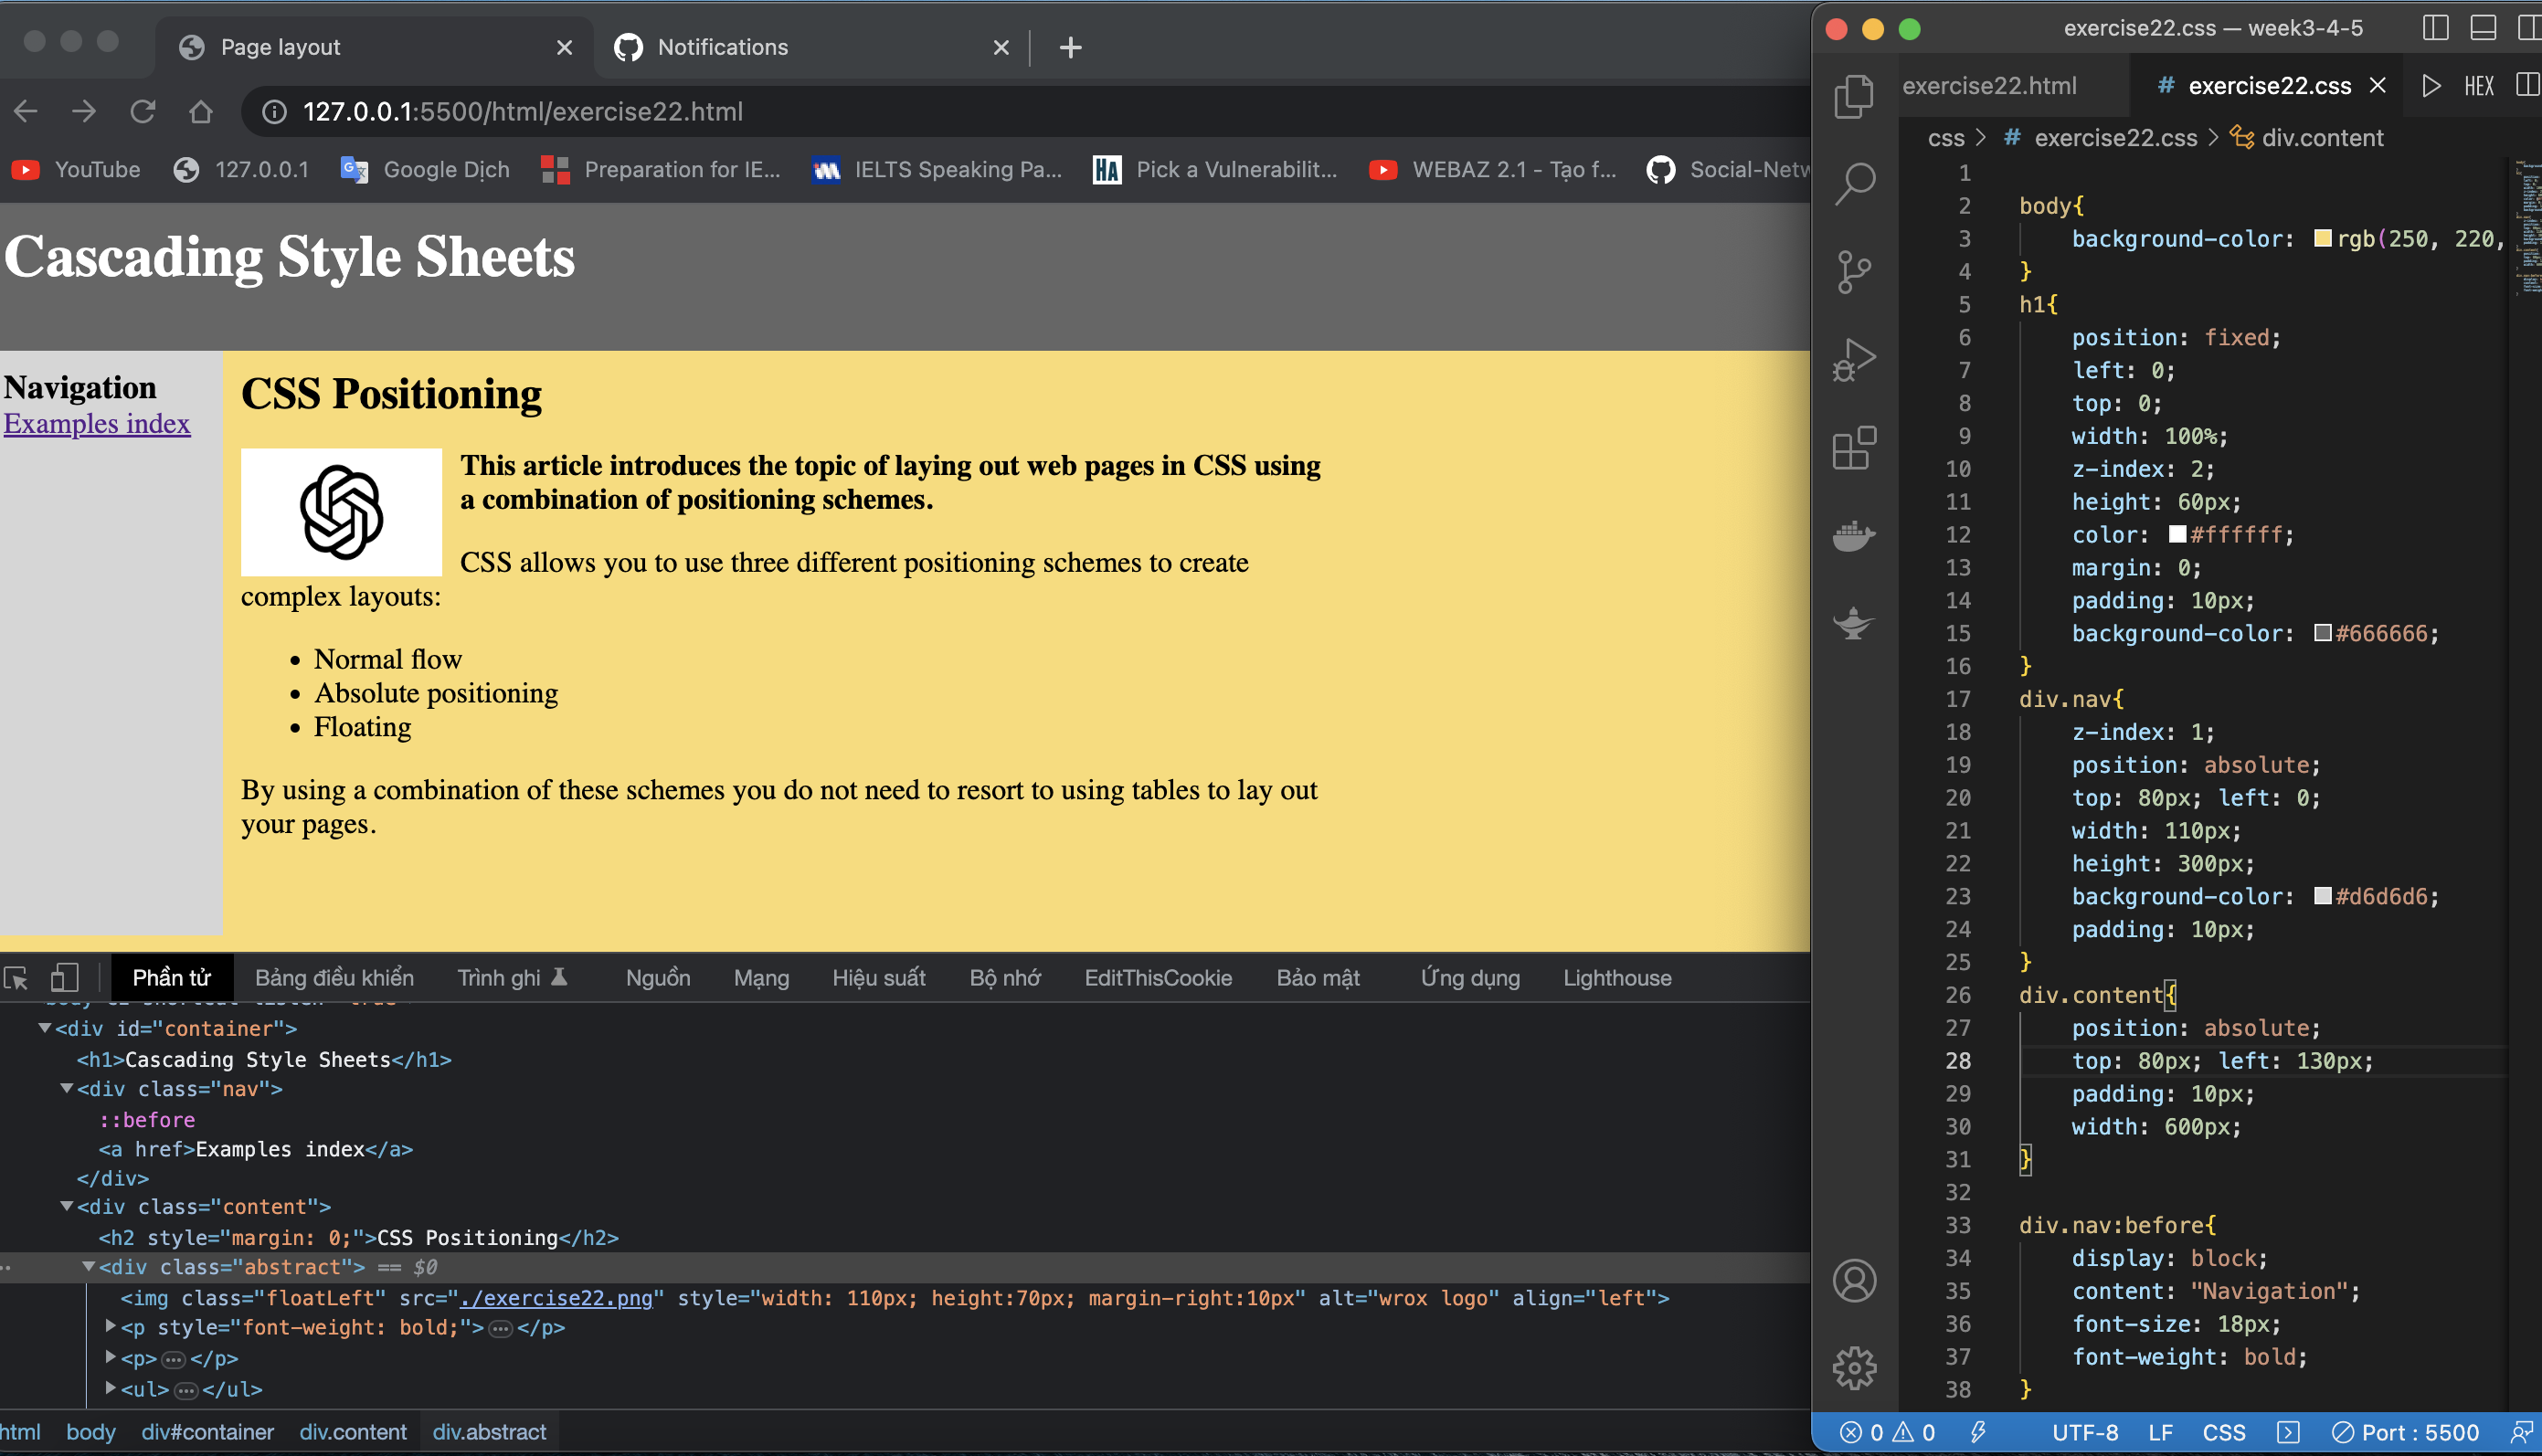 Page layout
Notifications
127.0.0.1:5500/html/exercise22.html
YouTube
127.0.0.1
Google Dịch
Preparation for IE...
IELTS Speaking Pa...
HA
Pick a Vulnerabilit...
WEBAZ 2.1 - Tạo f...
Social-Netw
Cascading Style Sheets
Navigation
Examples index
CSS Positioning
This article introduces the topic of laying out web pages in CSS using
a combination of positioning schemes.
CSS allows you to use three different positioning schemes to create
complex layouts:
• Normal flow
• Absolute positioning
• Floating
By using a combination of these schemes you do not need to resort to using tables to lay out
your pages.
Phần tử
Bảng điều khiển
Trình ghi
Nguồn
Mạng
Hiệu suất
Bộ nhớ
EditThisCookie
Bảo mật
Ứng dụng
Lighthouse
<div id="container">
<h1>Cascading Style Sheets</h1>
<div class="nav">
::before
<a href>Examples index</a>
</div>
<div class="content">
<h2 style="margin: 0;">CSS Positioning</h2>
<div class="abstract"> == $0
<img class="floatLeft" src="./exercise22.png" style="width: 110px; height:70px; margin-right:10px" alt="wrox logo" align="left">
<p style="font-weight: bold;">…</p>
<p>…</p>
<ul>…</ul>
html body div#container div.content div.abstract
exercise22.css — week3-4-5
exercise22.html
# exercise22.css
HEX
css > # exercise22.css > div.content
1
2 body{
3 background-color: rgb(250, 220,
4 }
5 h1{
6 position: fixed;
7 left: 0;
8 top: 0;
9 width: 100%;
10 z-index: 2;
11 height: 60px;
12 color: #ffffff;
13 margin: 0;
14 padding: 10px;
15 background-color: #666666;
16 }
17 div.nav{
18 z-index: 1;
19 position: absolute;
20 top: 80px; left: 0;
21 width: 110px;
22 height: 300px;
23 background-color: #d6d6d6;
24 padding: 10px;
25 }
26 div.content{
27 position: absolute;
28 top: 80px; left: 130px;
29 padding: 10px;
30 width: 600px;
31 }
32
33 div.nav:before{
34 display: block;
35 content: "Navigation";
36 font-size: 18px;
37 font-weight: bold;
38 }
0 0 UTF-8 LF CSS Port : 5500